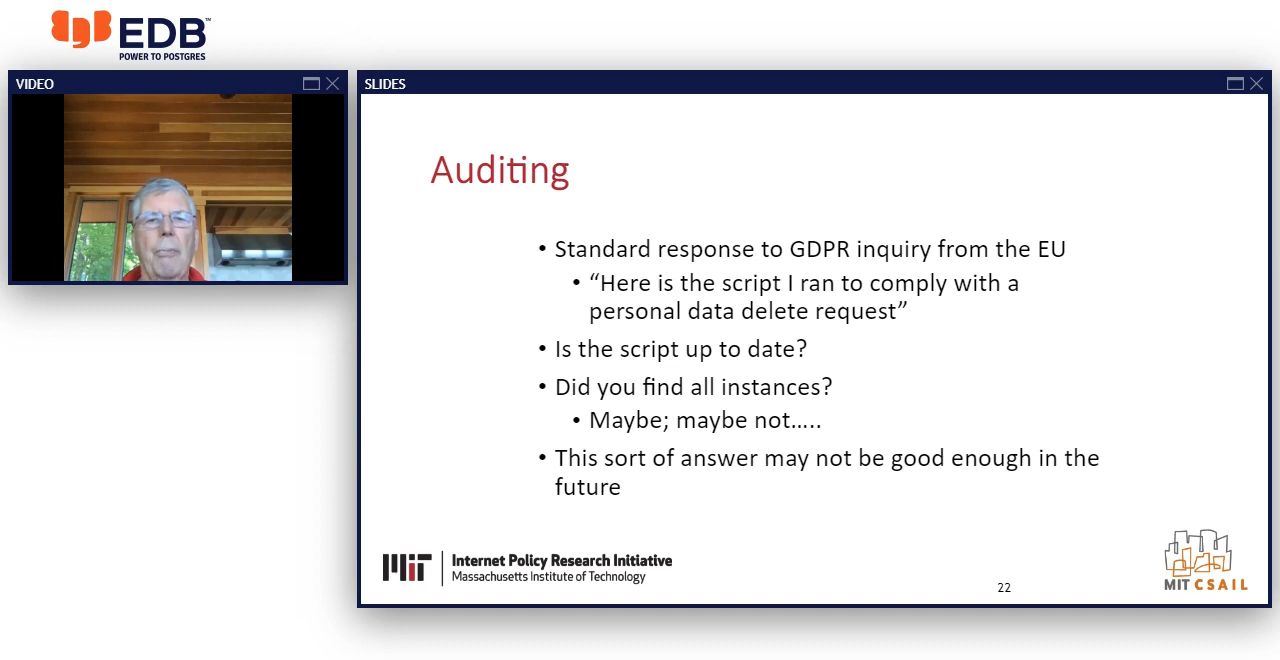 EDB™
POWER TO POSTGRES
VIDEO
SLIDES
Auditing
• Standard response to GDPR inquiry from the EU
• “Here is the script I ran to comply with a
personal data delete request”
• Is the script up to date?
• Did you find all instances?
• Maybe; maybe not…..
• This sort of answer may not be good enough in the
future
MIT
Internet Policy Research Initiative
Massachusetts Institute of Technology
22
MIT CSAIL